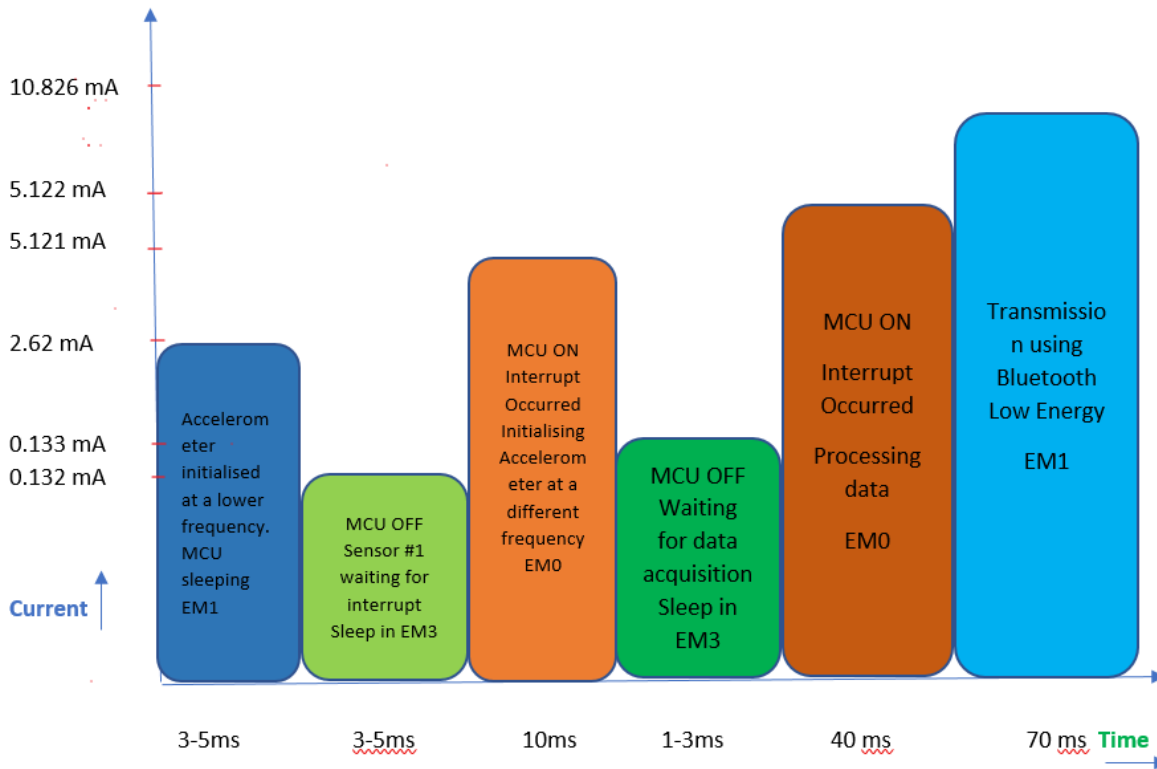 10.826 mA
5.122 mA
5.121 mA
2.62 mA
0.133 mA
0.132 mA
Current
Accelerom
eter
initialised
at a lower
frequency.
MCU
sleeping
EM1
MCU OFF
Sensor #1
waiting for
interrupt
Sleep in EM3
MCU ON
Interrupt
Occurred
Initialising
Accelerom
eter at a
different
frequency
EM0
MCU OFF
Waiting
for data
acquisition
Sleep in
EM3
MCU ON
Interrupt
Occurred
Processing
data
EM0
Transmissio
n using
Bluetooth
Low Energy
EM1
3-5ms
3-5ms
10ms
1-3ms
40 ms
70 ms
Time